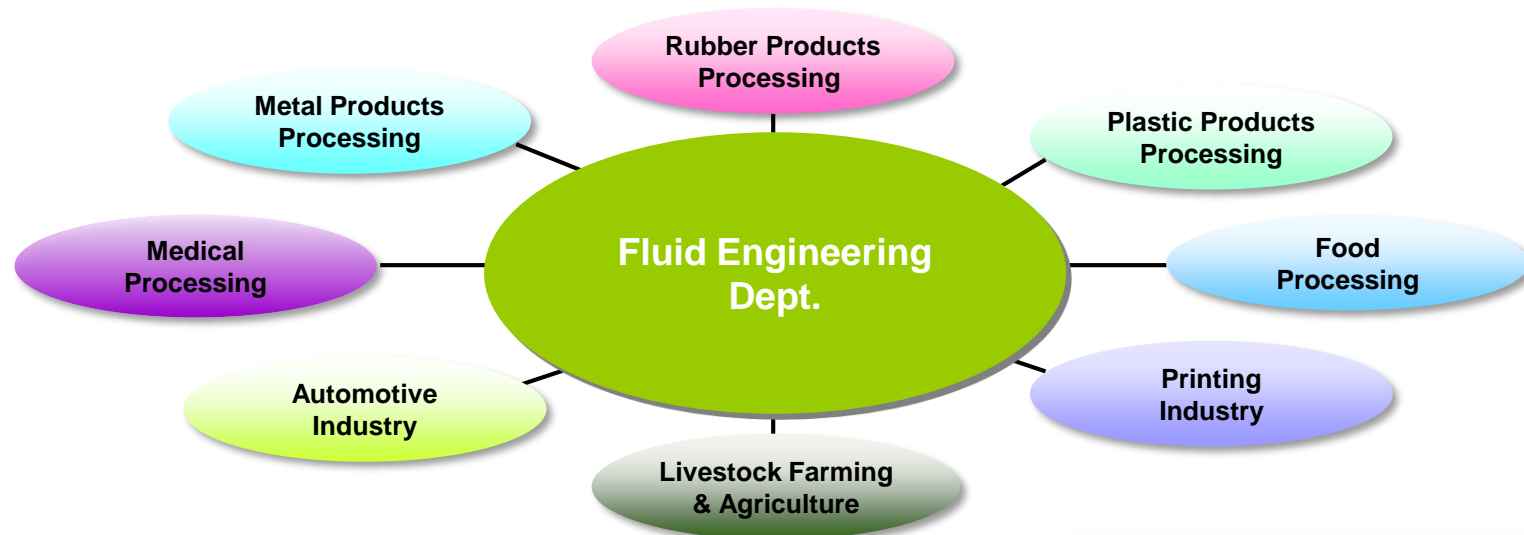 Rubber Products
Processing
Metal Products
Processing
Plastic Products
Processing
Medical
Processing
Fluid Engineering
Dept.
Food
Processing
Automotive
Industry
Printing
Industry
Livestock Farming
& Agriculture